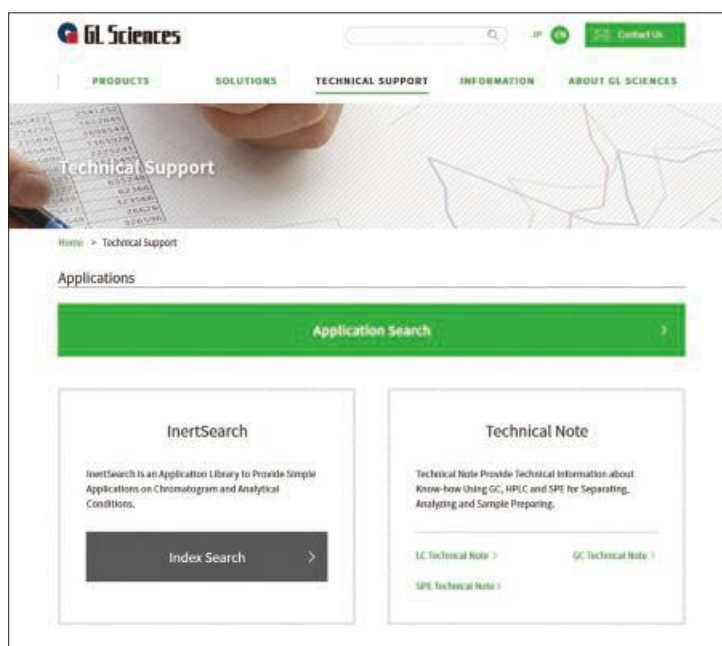 GL Sciences
JP EN Contact Us
PRODUCTS SOLUTIONS TECHNICAL SUPPORT INFORMATION ABOUT GL SCIENCES
Technical Support
Home > Technical Support
Applications
Application Search
InertSearch
InertSearch is an Application Library to Provide Simple
Applications on Chromatogram and Analytical
Conditions.
Index Search
Technical Note
Technical Note Provide Technical Information about
Know-how Using GC, HPLC and SPE for Separating,
Analyzing and Sample Preparing.
LC Technical Note > GC Technical Note >
SPE Technical Note >